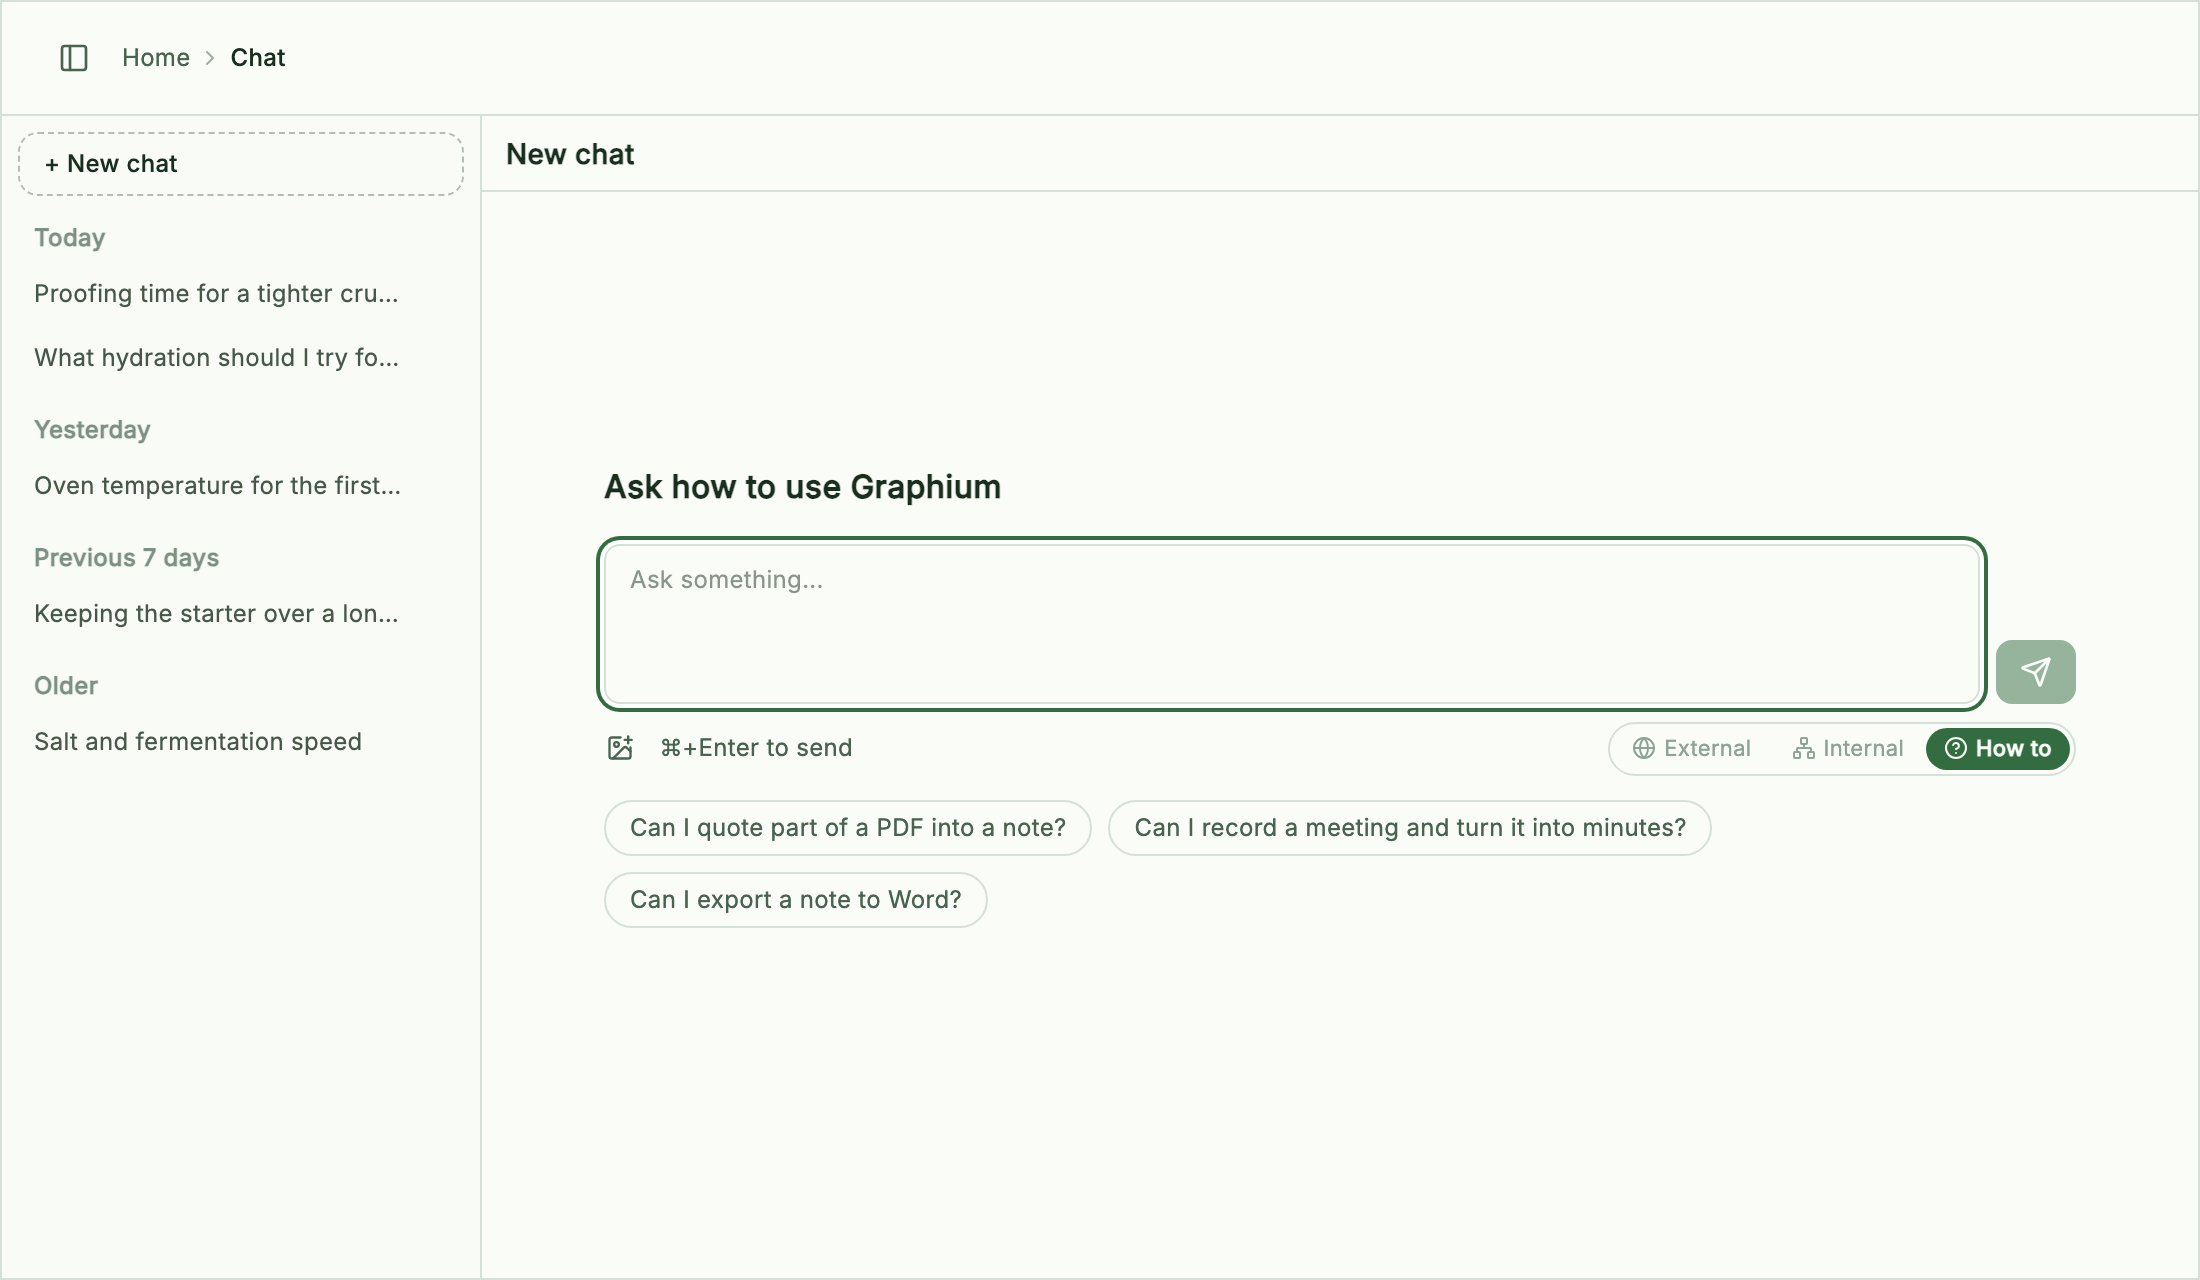 Home > Chat
+ New chat
Today
Proofing time for a tighter cru...
What hydration should I try fo...
Yesterday
Oven temperature for the first...
Previous 7 days
Keeping the starter over a lon...
Older
Salt and fermentation speed
New chat
Ask how to use Graphium
Ask something...
⌘+Enter to send
External Internal How to
Can I quote part of a PDF into a note? Can I record a meeting and turn it into minutes?
Can I export a note to Word?